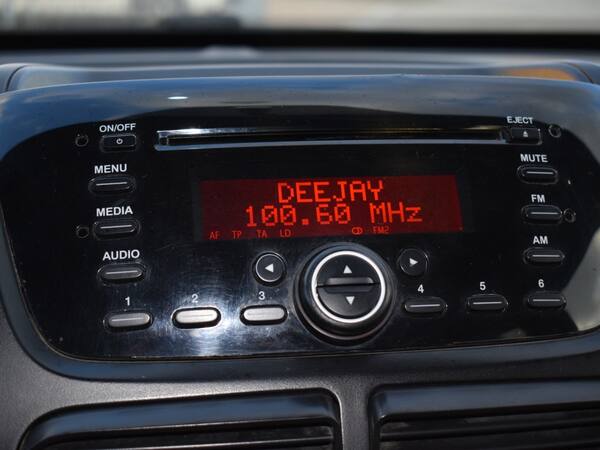 ON/OFF
EJECT
MENU
MUTE
DEEJAY
100.60 MHz
MEDIA
FM
AF TP TA LD FM2
AUDIO
AM
1 2 3 4 5 6